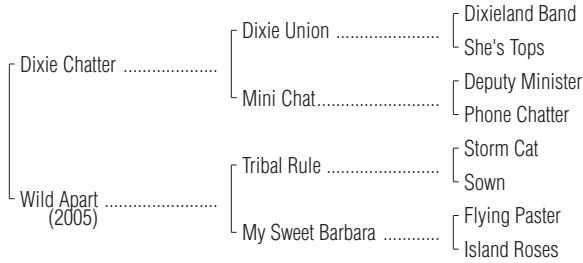 Dixieland Band
Dixie Union ..................
She's Tops
Dixie Chatter ...................
Deputy Minister
Mini Chat......................
Phone Chatter
Storm Cat
Tribal Rule ....................
Sown
Wild Apart ......................
(2005)
Flying Paster
My Sweet Barbara ............
Island Roses